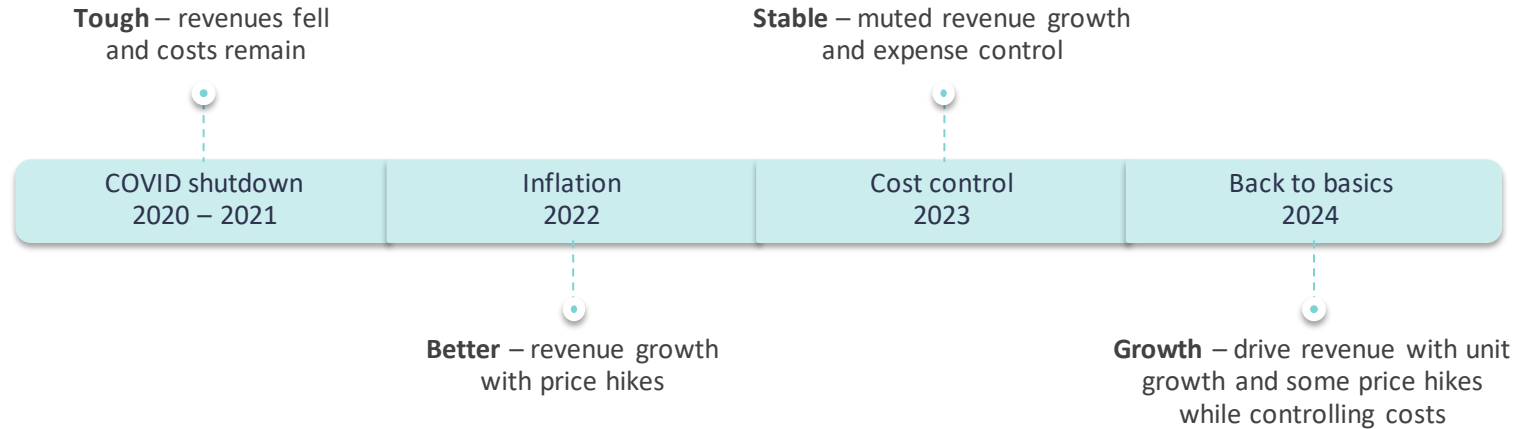 Tough – revenues fell
and costs remain
Stable – muted revenue growth
and expense control
COVID shutdown
2020 – 2021
Inflation
2022
Cost control
2023
Back to basics
2024
Better – revenue growth
with price hikes
Growth – drive revenue with unit
growth and some price hikes
while controlling costs